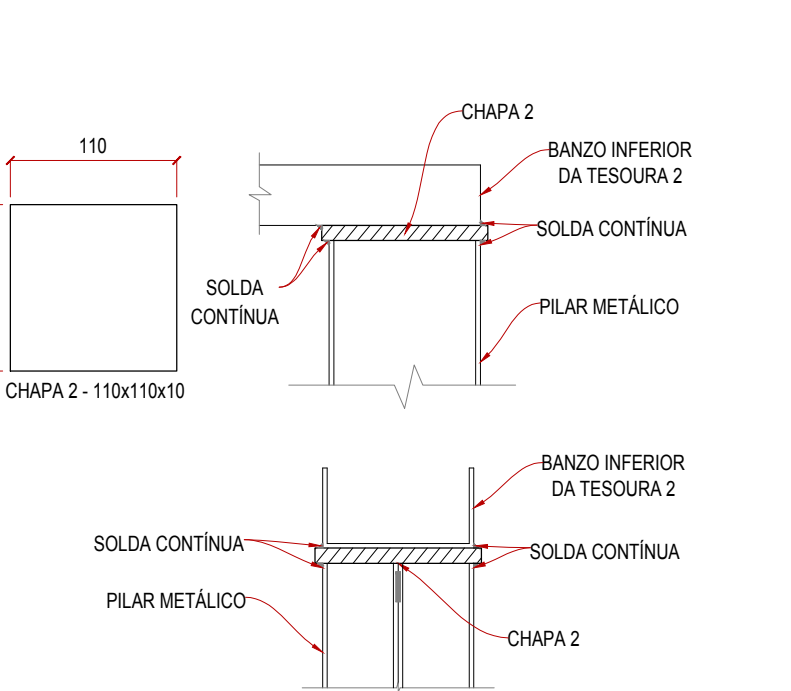 110
CHAPA 2 - 110x110x10
CHAPA 2
BANZO INFERIOR
DA TESOURA 2
SOLDA CONTÍNUA
SOLDA
CONTÍNUA
PILAR METÁLICO
BANZO INFERIOR
DA TESOURA 2
SOLDA CONTÍNUA
SOLDA CONTÍNUA
PILAR METÁLICO
CHAPA 2